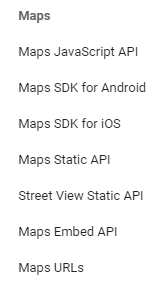 Maps
Maps JavaScript API
Maps SDK for Android
Maps SDK for iOS
Maps Static API
Street View Static API
Maps Embed API
Maps URLs